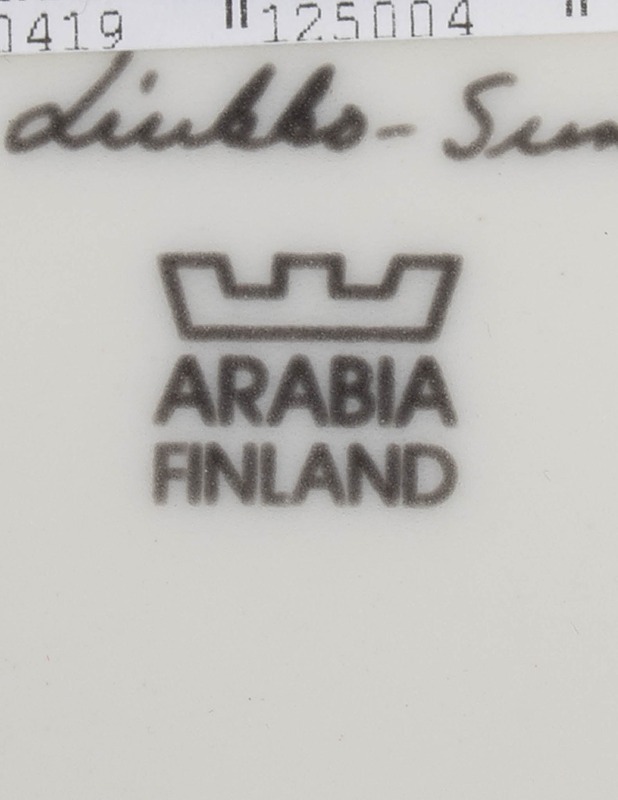 0419 "125004 "
Liukko- Sun
ARABIA
FINLAND